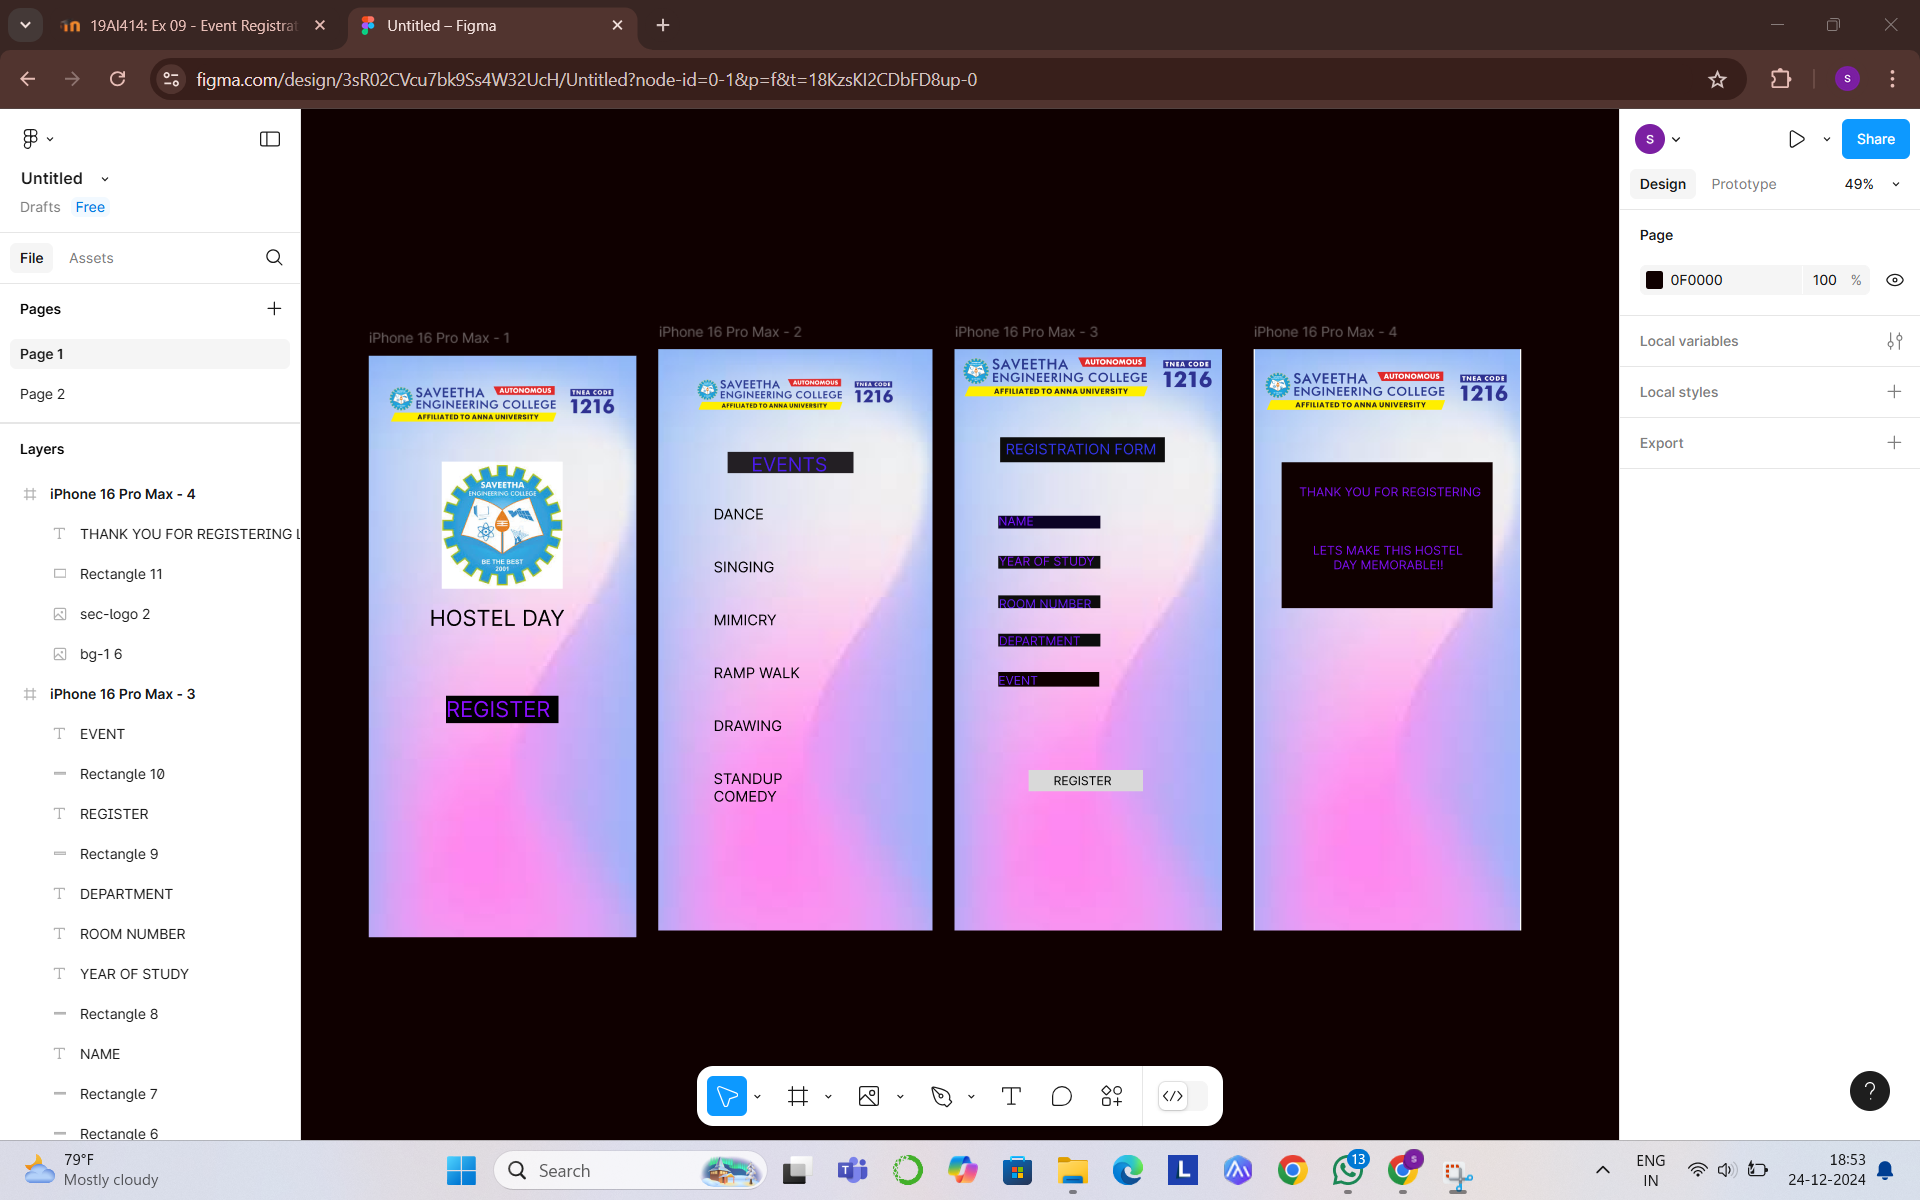 19AI414: Ex 09 - Event Registrat
Untitled – Figma
figma.com/design/3sR02CVcu7bk9Ss4W32UcH/Untitled?node-id=0-1&p=f&t=18KzsKI2CDbFD8up-0
S
Untitled
Drafts
Free
File
Assets
Pages
Page 1
Page 2
Layers
iPhone 16 Pro Max - 4
THANK YOU FOR REGISTERING L
Rectangle 11
sec-logo 2
bg-1 6
iPhone 16 Pro Max - 3
EVENT
Rectangle 10
REGISTER
Rectangle 9
DEPARTMENT
ROOM NUMBER
YEAR OF STUDY
Rectangle 8
NAME
Rectangle 7
Rectangle 6
iPhone 16 Pro Max - 1
SAVEETHA AUTONOMOUS
ENGINEERING COLLEGE
AFFILIATED TO ANNA UNIVERSITY
TNEA CODE
1216
SAVEETHA
ENGINEERING COLLEGE
BE THE BEST
2001
HOSTEL DAY
REGISTER
iPhone 16 Pro Max - 2
SAVEETHA AUTONOMOUS
ENGINEERING COLLEGE
AFFILIATED TO ANNA UNIVERSITY
TNEA CODE
1216
EVENTS
DANCE
SINGING
MIMICRY
RAMP WALK
DRAWING
STANDUP
COMEDY
iPhone 16 Pro Max - 3
SAVEETHA AUTONOMOUS
ENGINEERING COLLEGE
AFFILIATED TO ANNA UNIVERSITY
TNEA CODE
1216
REGISTRATION FORM
NAME
YEAR OF STUDY
ROOM NUMBER
DEPARTMENT
EVENT
REGISTER
iPhone 16 Pro Max - 4
SAVEETHA AUTONOMOUS
ENGINEERING COLLEGE
AFFILIATED TO ANNA UNIVERSITY
TNEA CODE
1216
THANK YOU FOR REGISTERING
LETS MAKE THIS HOSTEL
DAY MEMORABLE!!
S
Share
Design
Prototype
49%
Page
0F0000
100 %
Local variables
Local styles
Export
?
79°F
Mostly cloudy
Search
L
13
S
ENG
IN
18:53
24-12-2024